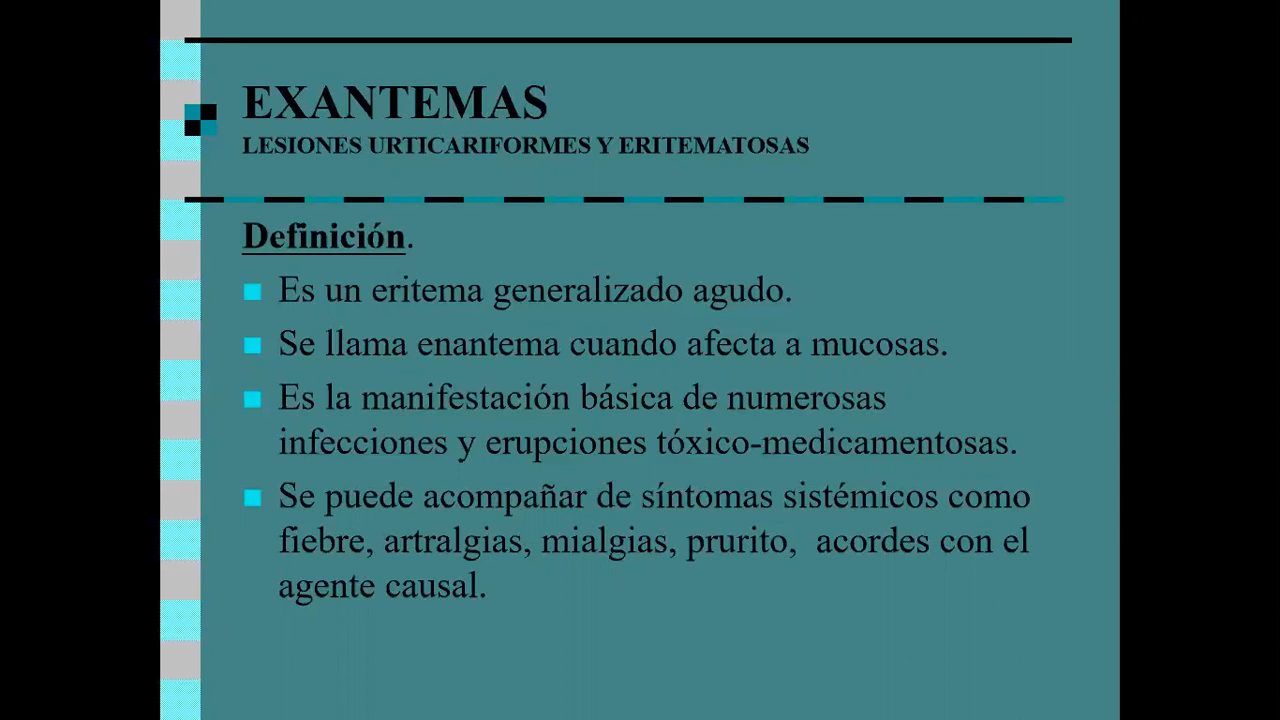 EXANTEMAS
LESIONES URTICARIFORMES Y ERITEMATOSAS
Definición.
Es un eritema generalizado agudo.
Se llama enantema cuando afecta a mucosas.
Es la manifestación básica de numerosas
infecciones y erupciones tóxico-medicamentosas.
Se puede acompañar de síntomas sistémicos como
fiebre, artralgias, mialgias, prurito,  acordes con el
agente causal.